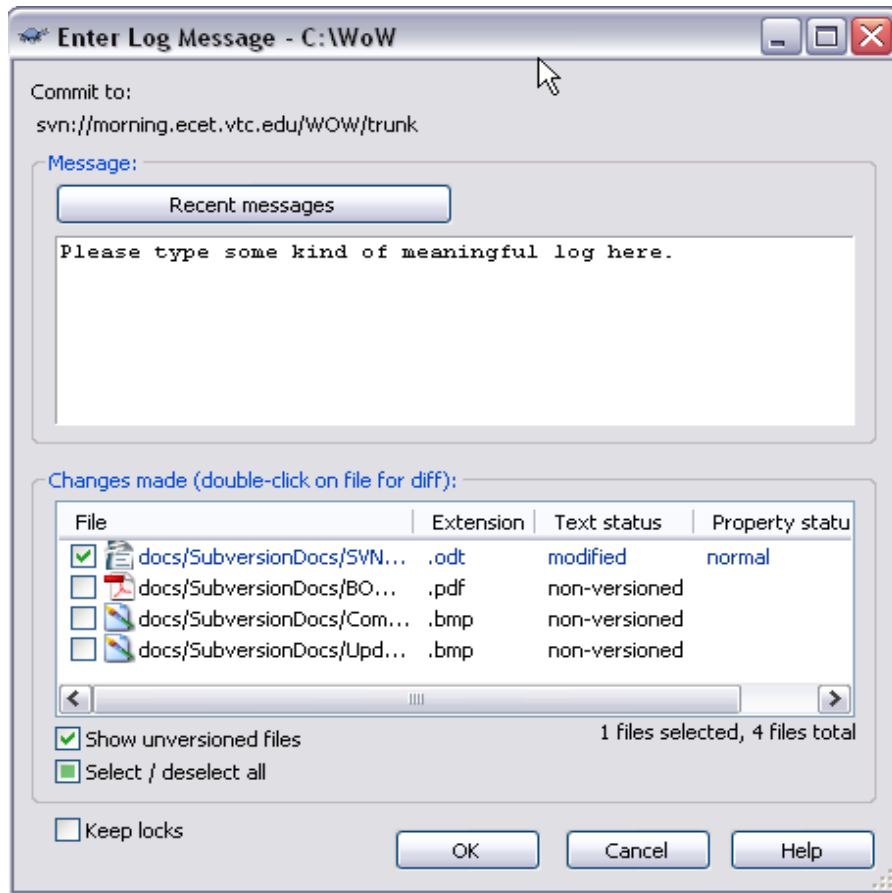 Enter Log Message - C:\WoW
Commit to:
svn://morning.ecet.vtc.edu/WOW/trunk
Message:
Recent messages
Please type some kind of meaningful log here.
Changes made (double-click on file for diff):
File Extension Text status Property statu
docs/SubversionDocs/SVN... .odt modified normal
docs/SubversionDocs/BO... .pdf non-versioned
docs/SubversionDocs/Com... .bmp non-versioned
docs/SubversionDocs/Upd... .bmp non-versioned
Show unversioned files 1 files selected, 4 files total
Select / deselect all
Keep locks OK Cancel Help